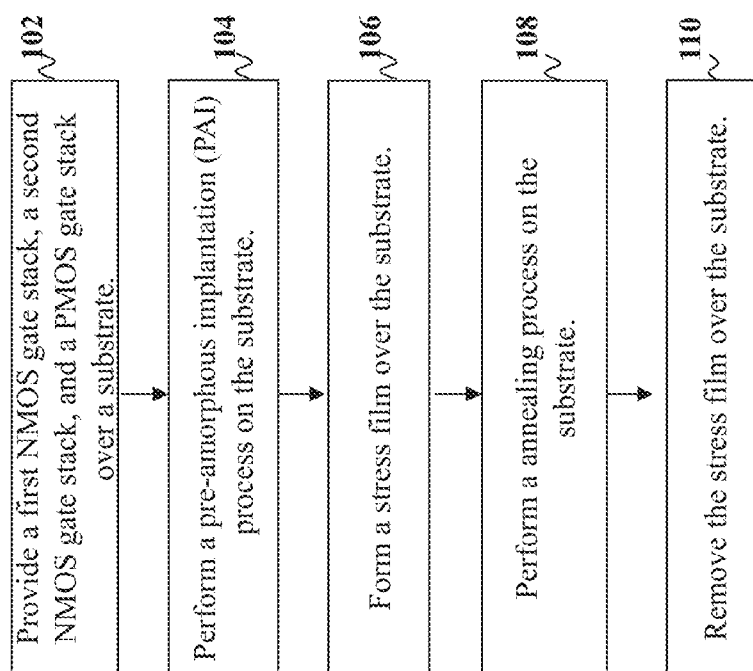 102
Provide a first NMOS gate stack, a second
NMOS gate stack, and a PMOS gate stack
over a substrate.
104
Perform a pre-amorphous implantation (PAI)
process on the substrate.
106
Form a stress film over the substrate.
108
Perform a annealing process on the
substrate.
110
Remove the stress film over the substrate.